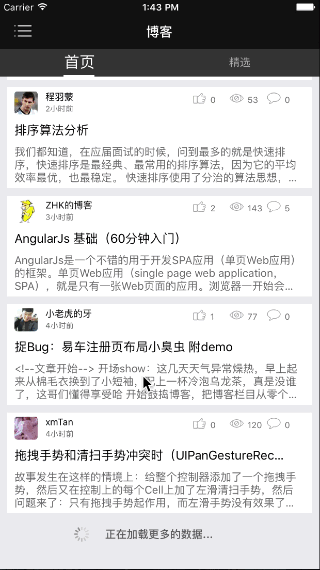 Carrier 1:43 PM
博客
首页 精选
程羽蒙 0 53 0
2小时前
排序算法分析
我们都知道，在应届面试的时候，问到最多的就是快速排
序，快速排序是最经典、最常用的排序算法，因为它的平均
效率最优，也最稳定。 快速排序使用了分治的算法思想，...
ZHK的博客 2 143 5
3小时前
AngularJs 基础（60分钟入门）
AngularJs是一个不错的用于开发SPA应用（单页Web应用）
的框架。单页Web应用（single page web application，
SPA），就是只有一张Web页面的应用。浏览器一开始会...
小老虎的牙 1 77 0
4小时前
捉Bug：易车注册页布局小臭虫 附demo
<!--文章开始--> 开场show：这几天天气异常燥热，早上起
来从棉毛衣换到了小短袖，配上一杯冷泡乌龙茶，真是没谁
了，这哥们懂得享受哈 开始鼓捣博客，把博客栏目从零个...
xmTan 0 120 0
4小时前
拖拽手势和清扫手势冲突时（UIPanGestureRec...
故事发生在这样的情境上：给整个控制器添加了一个拖拽手
势，然后又在控制上的每个Cell上加了左滑清扫手势，然后
问题来了：只有拖拽手势起作用，而左滑手势没有效果了...
正在加载更多的数据...